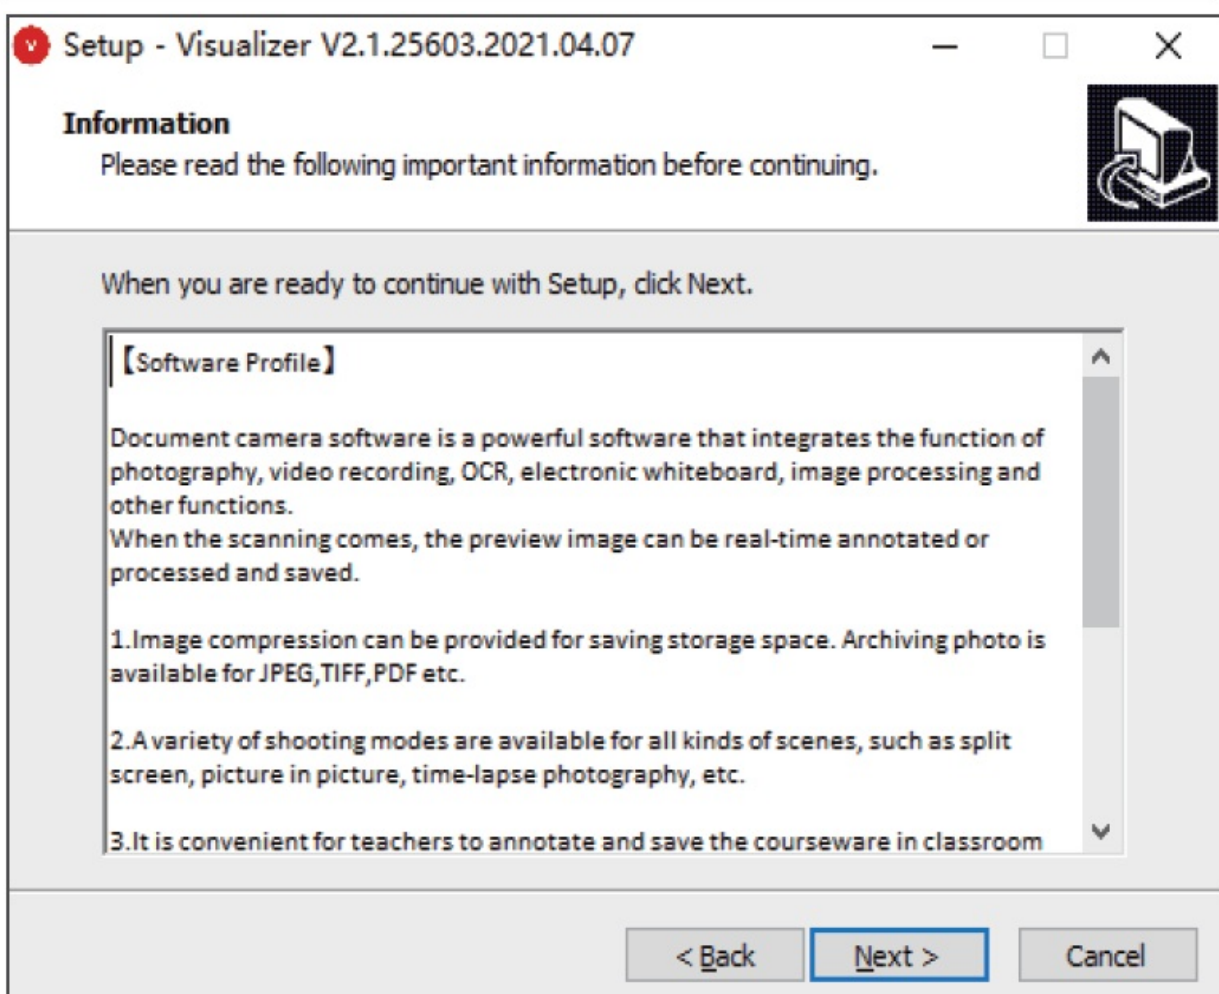 V
Setup - Visualizer V2.1.25603.2021.04.07
Information
Please read the following important information before continuing.
When you are ready to continue with Setup, click Next.
【Software Profile】
Document camera software is a powerful software that integrates the function of
photography, video recording, OCR, electronic whiteboard, image processing and
other functions.
When the scanning comes, the preview image can be real-time annotated or
processed and saved.
1.Image compression can be provided for saving storage space. Archiving photo is
available for JPEG,TIFF,PDF etc.
2.A variety of shooting modes are available for all kinds of scenes, such as split
screen, picture in picture, time-lapse photography, etc.
3.It is convenient for teachers to annotate and save the courseware in classroom
< Back
Next >
Cancel